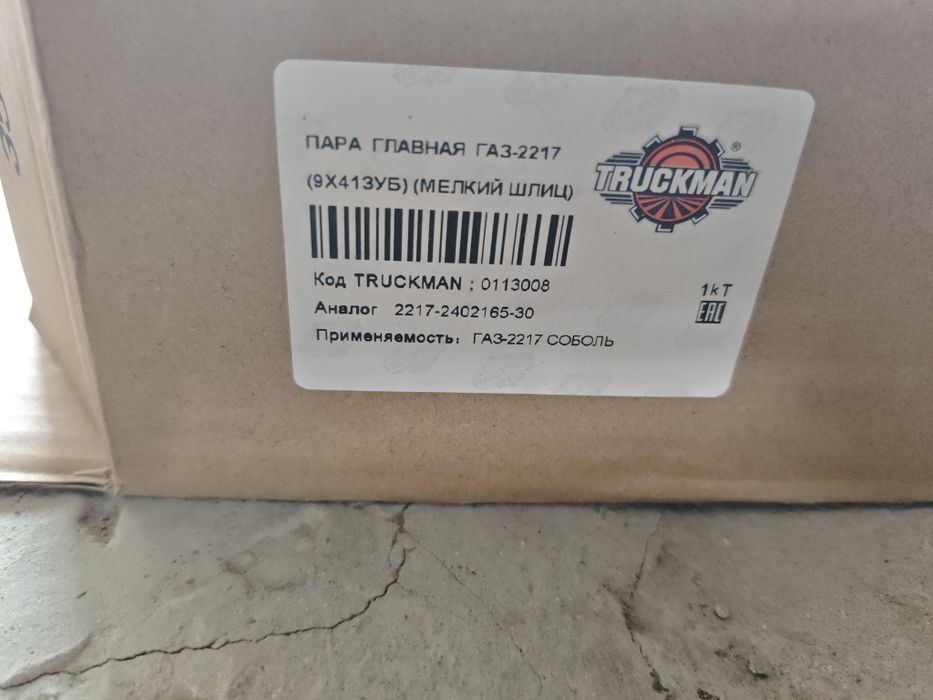 ПАРА ГЛАВНАЯ ГАЗ-2217
(9Х41ЗУБ) (МЕЛКИЙ ШЛИЦ)
TRUCKMAN
®
Код TRUCKMAN : 0113008
1кТ
Аналог 2217-2402165-30
EAC
Применяемость: ГАЗ-2217 СОБОЛЬ